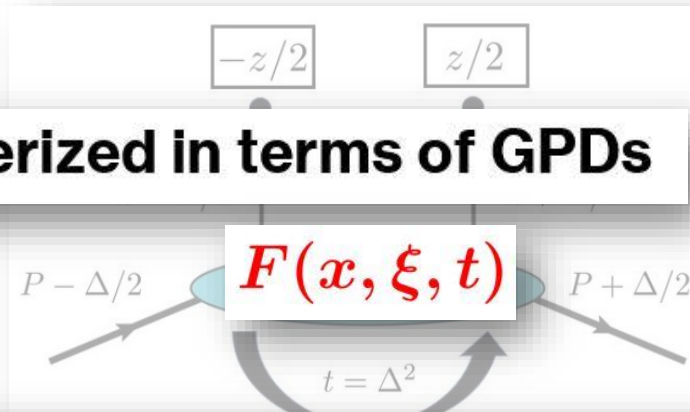 −z/2 z/2
erized in terms of GPDs
F(x, ξ, t)
P − Δ/2 P + Δ/2
t = Δ²